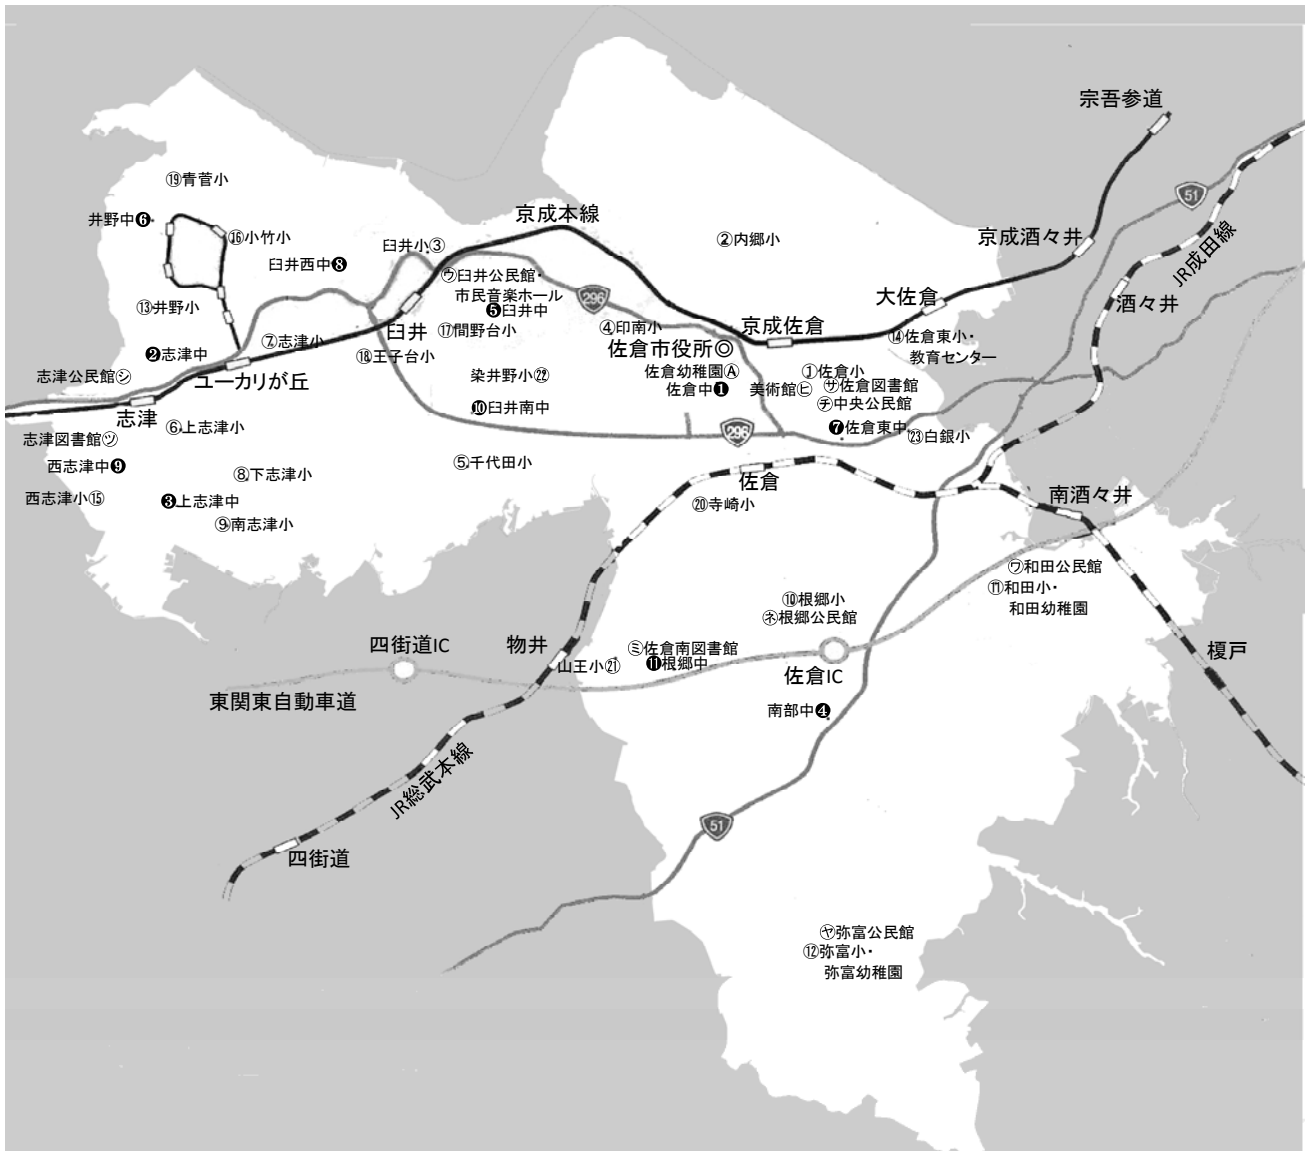 宗吾参道
⑲青菅小
51
井野中❻
京成本線
⑯小竹小
臼井小③
②内郷小
京成酒々井
JR成田線
臼井西中❽
㋒臼井公民館・
市民音楽ホール
酒々井
296
⑬井野小
❺臼井中
大佐倉
⑰間野台小
④印南小
京成佐倉
臼井
⑦志津小
⑭佐倉東小・
教育センター
❷志津中
⑱王子台小
佐倉市役所◎
志津公民館㋛
ユーカリが丘
染井野小㉒
佐倉幼稚園Ⓐ
①佐倉小
佐倉中❶
美術館㋪
㋚佐倉図書館
❿臼井南中
㋠中央公民館
志津
⑥上志津小
296
❼佐倉東中
㉓白銀小
志津図書館㋡
西志津中❾
⑧下志津小
⑤千代田小
佐倉
西志津小⑮
❸上志津中
⑳寺崎小
南酒々井
⑨南志津小
㋻和田公民館
⑪和田小・
和田幼稚園
⑩根郷小
㋧根郷公民館
四街道IC
物井
㋯佐倉南図書館
榎戸
山王小㉑
⓫根郷中
佐倉IC
東関東自動車道
南部中❹
JR総武本線
51
四街道
㋳弥富公民館
⑫弥富小・
弥富幼稚園